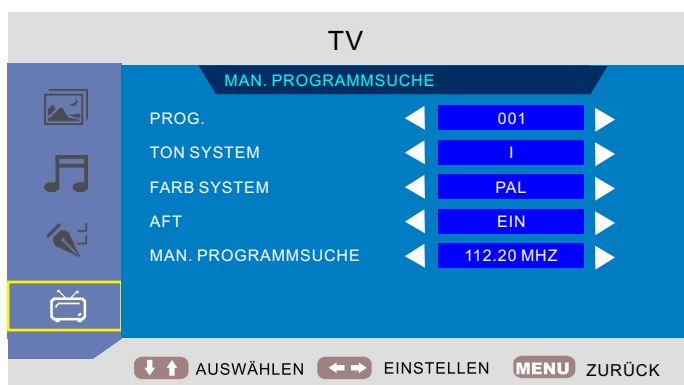 TV
MAN. PROGRAMMSUCHE
PROG. 001
TON SYSTEM I
FARB SYSTEM PAL
AFT EIN
MAN. PROGRAMMSUCHE 112.20 MHZ
AUSWÄHLEN EINSTELLEN MENU ZURÜCK